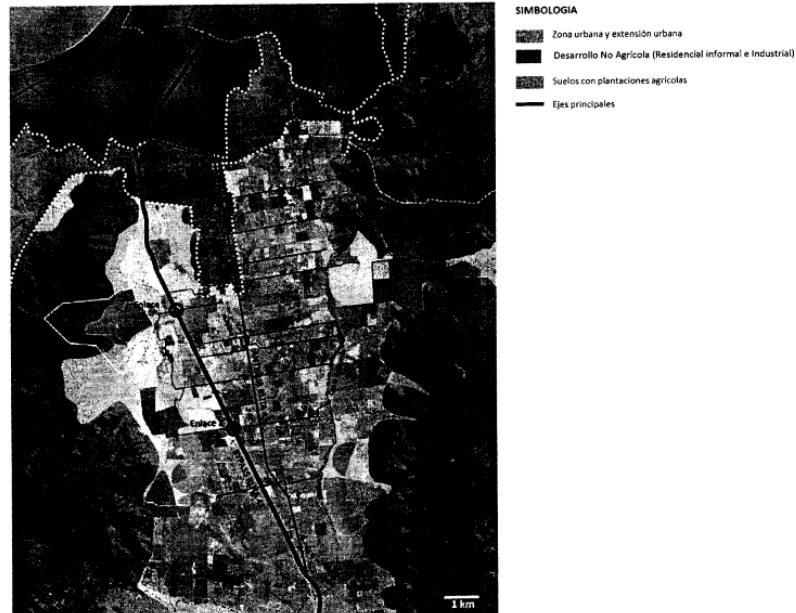 SIMBOLOGIA
Zona urbana y extensión urbana
Desarrollo No Agrícola (Residencial informal e Industrial)
Suelos con plantaciones agrícolas
Ejes principales
Enlace
1 km